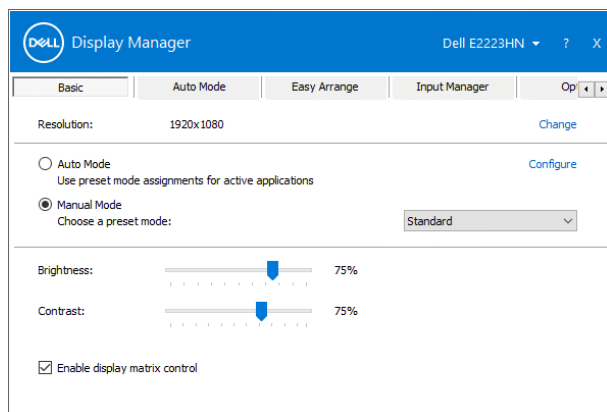 DELL Display Manager Dell E2223HN ? X
Basic Auto Mode Easy Arrange Input Manager Op
Resolution: 1920x1080 Change
Auto Mode Configure
Use preset mode assignments for active applications
Manual Mode
Choose a preset mode: Standard
Brightness: 75%
Contrast: 75%
Enable display matrix control